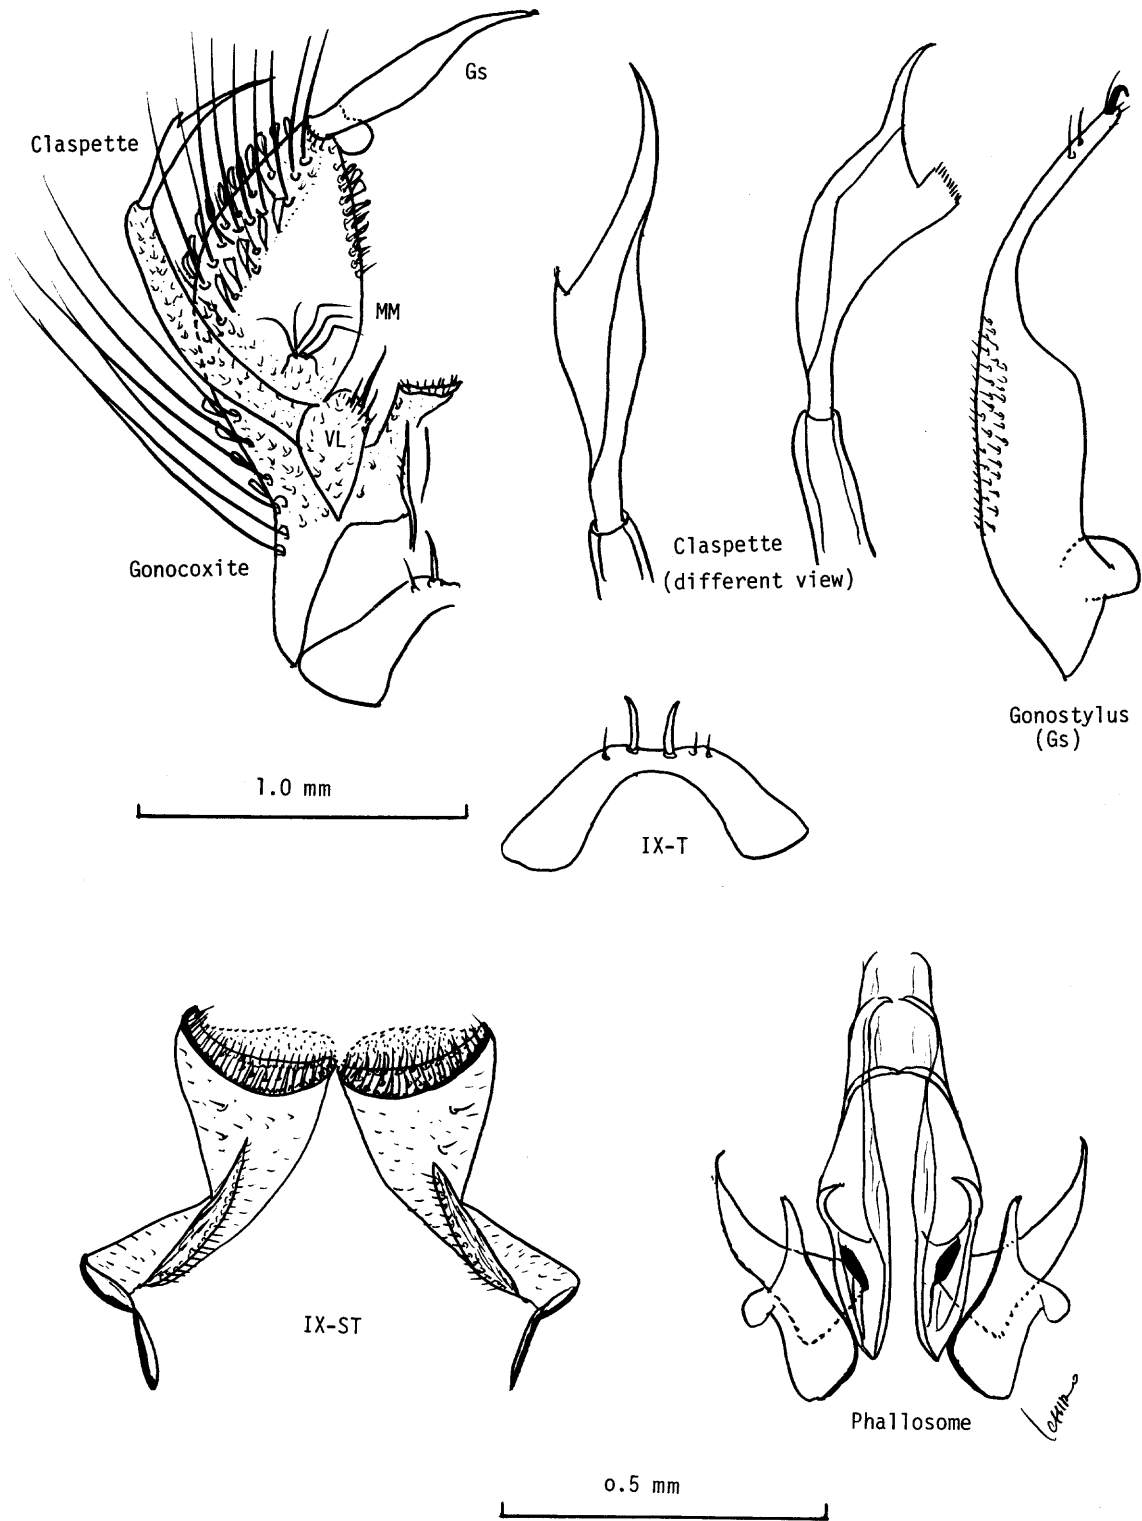 Gs
Claspette
MM
VL
Gonocoxite
Claspette
(different view)
Gonostylus
(Gs)
1.0 mm
IX-T
IX-ST
Phallosome
0.5 mm